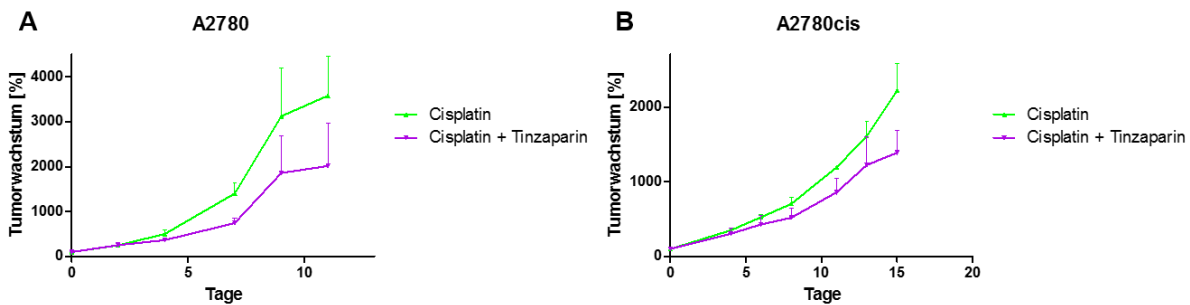 A
A2780
Tumorwachstum [%]
4000
3000
2000
1000
0
0
5
10
Tage
Cisplatin
Cisplatin + Tinzaparin
B
A2780cis
Tumorwachstum [%]
2000
1000
0
0
5
10
15
20
Tage
Cisplatin
Cisplatin + Tinzaparin